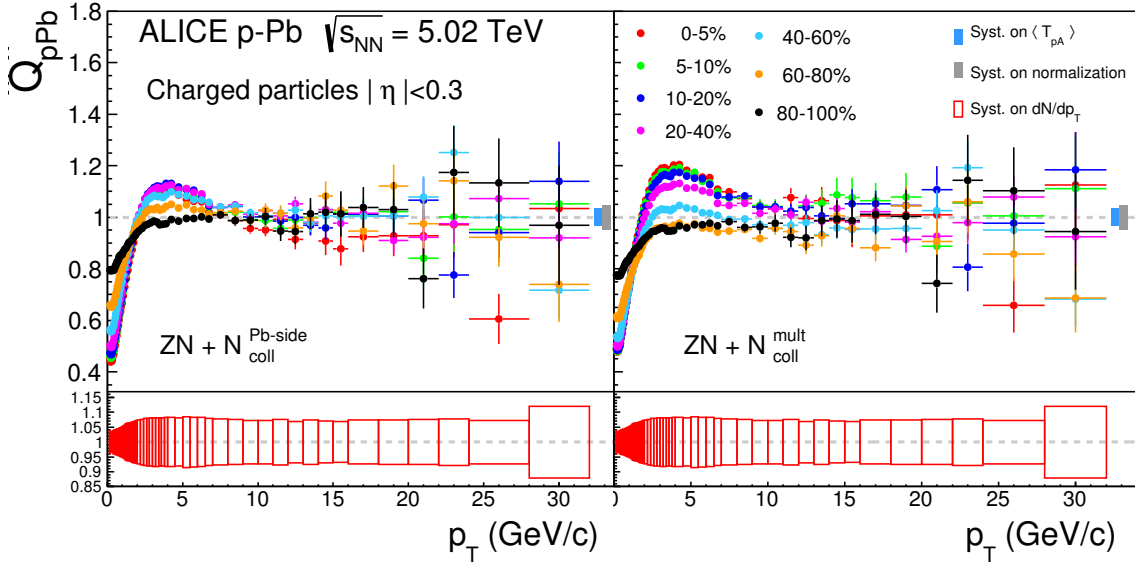 Q_pPb
1.8
1.6
1.4
1.2
1
0.8
0.6
0.4
ALICE p-Pb √s_NN = 5.02 TeV
Charged particles | η |<0.3
ZN + N_coll^Pb-side
0-5%
5-10%
10-20%
20-40%
40-60%
60-80%
80-100%
Syst. on ⟨ T_pA ⟩
Syst. on normalization
Syst. on dN/dp_T
ZN + N_coll^mult
1.15
1.1
1.05
1
0.95
0.9
0.85
0 5 10 15 20 25 30
0 5 10 15 20 25 30
p_T (GeV/c)
p_T (GeV/c)